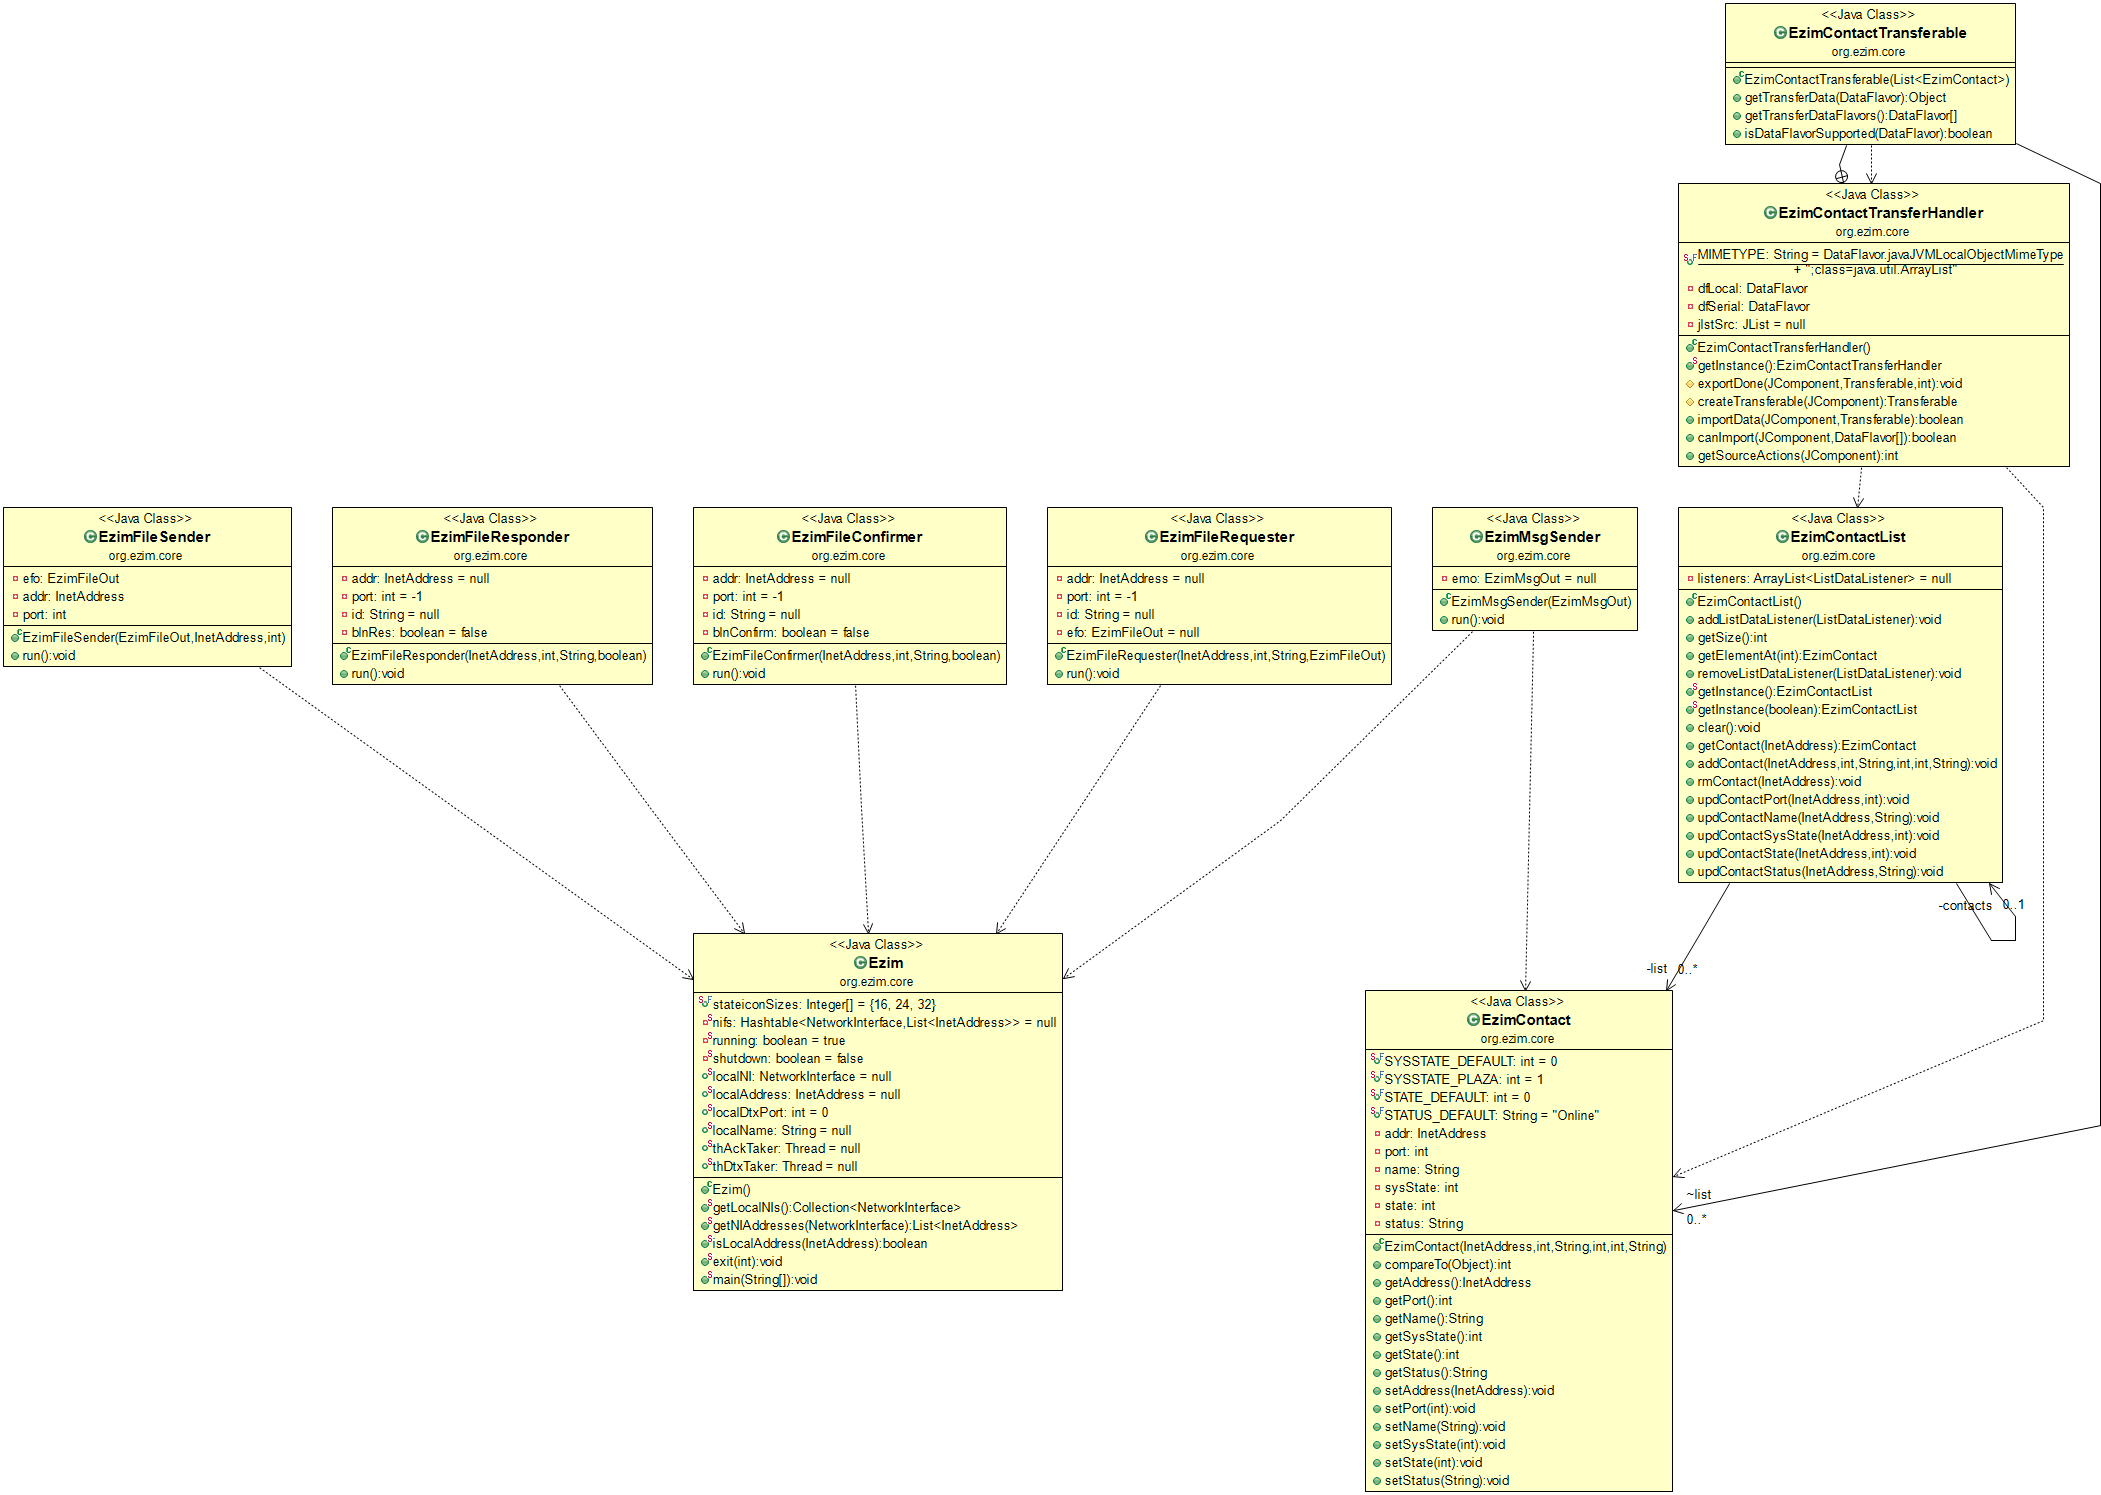 <<Java Class>>
EzimContactTransferable
org.ezim.core
EzimContactTransferable(List<EzimContact>)
getTransferData(DataFlavor):Object
getTransferDataFlavors():DataFlavor[]
isDataFlavorSupported(DataFlavor):boolean
<<Java Class>>
EzimContactTransferHandler
org.ezim.core
MIMETYPE: String = DataFlavor.javaJVMLocalObjectMimeType
+ ";class=java.util.ArrayList"
dfLocal: DataFlavor
dfSerial: DataFlavor
jlstSrc: JList = null
EzimContactTransferHandler()
getInstance():EzimContactTransferHandler
exportDone(JComponent,Transferable,int):void
createTransferable(JComponent):Transferable
importData(JComponent,Transferable):boolean
canImport(JComponent,DataFlavor[]):boolean
getSourceActions(JComponent):int
<<Java Class>>
EzimFileSender
org.ezim.core
efo: EzimFileOut
addr: InetAddress
port: int
EzimFileSender(EzimFileOut,InetAddress,int)
run():void
<<Java Class>>
EzimFileResponder
org.ezim.core
addr: InetAddress = null
port: int = -1
id: String = null
blnRes: boolean = false
EzimFileResponder(InetAddress,int,String,boolean)
run():void
<<Java Class>>
EzimFileConfirmer
org.ezim.core
addr: InetAddress = null
port: int = -1
id: String = null
blnConfirm: boolean = false
EzimFileConfirmer(InetAddress,int,String,boolean)
run():void
<<Java Class>>
EzimFileRequester
org.ezim.core
addr: InetAddress = null
port: int = -1
id: String = null
efo: EzimFileOut = null
EzimFileRequester(InetAddress,int,String,EzimFileOut)
run():void
<<Java Class>>
EzimMsgSender
org.ezim.core
emo: EzimMsgOut = null
EzimMsgSender(EzimMsgOut)
run():void
<<Java Class>>
EzimContactList
org.ezim.core
listeners: ArrayList<ListDataListener> = null
EzimContactList()
addListDataListener(ListDataListener):void
getSize():int
getElementAt(int):EzimContact
removeListDataListener(ListDataListener):void
getInstance():EzimContactList
getInstance(boolean):EzimContactList
clear():void
getContact(InetAddress):EzimContact
addContact(InetAddress,int,String,int,int,String):void
rmContact(InetAddress):void
updContactPort(InetAddress,int):void
updContactName(InetAddress,String):void
updContactSysState(InetAddress,int):void
updContactState(InetAddress,int):void
updContactStatus(InetAddress,String):void
-contacts 0..1
-list 0..*
<<Java Class>>
Ezim
org.ezim.core
stateiconSizes: Integer[] = {16, 24, 32}
nifs: Hashtable<NetworkInterface,List<InetAddress>> = null
running: boolean = true
shutdown: boolean = false
localNI: NetworkInterface = null
localAddress: InetAddress = null
localDtxPort: int = 0
localName: String = null
thAckTaker: Thread = null
thDtxTaker: Thread = null
Ezim()
getLocalNIs():Collection<NetworkInterface>
getNIAddresses(NetworkInterface):List<InetAddress>
isLocalAddress(InetAddress):boolean
exit(int):void
main(String[]):void
<<Java Class>>
EzimContact
org.ezim.core
SYSSTATE_DEFAULT: int = 0
SYSSTATE_PLAZA: int = 1
STATE_DEFAULT: int = 0
STATUS_DEFAULT: String = "Online"
addr: InetAddress
port: int
name: String
sysState: int
state: int
status: String
EzimContact(InetAddress,int,String,int,int,String)
compareTo(Object):int
getAddress():InetAddress
getPort():int
getName():String
getSysState():int
getState():int
getStatus():String
setAddress(InetAddress):void
setPort(int):void
setName(String):void
setSysState(int):void
setState(int):void
setStatus(String):void
~list
0..*